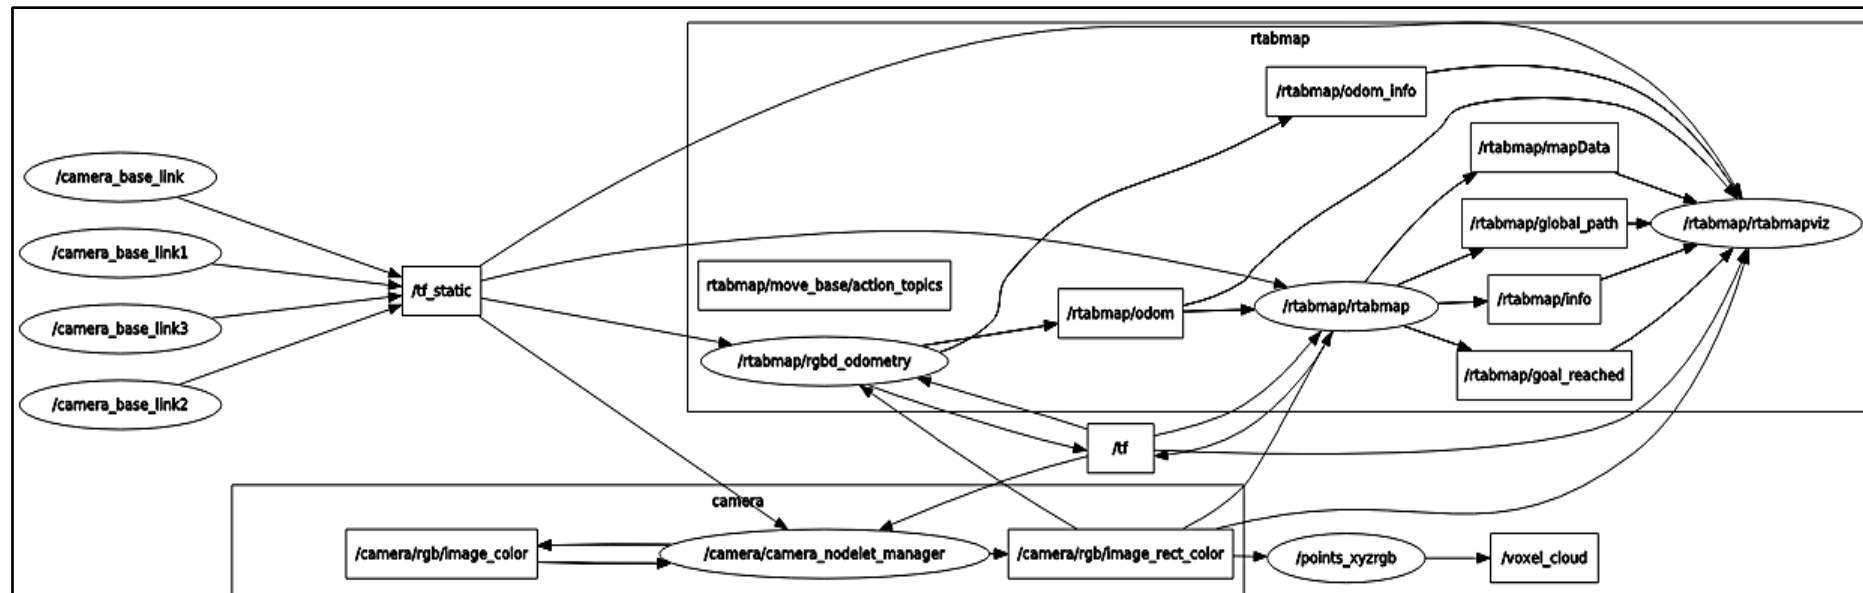 rtabmap
/rtabmap/odom_info
/rtabmap/mapData
/camera_base_link
/rtabmap/global_path
/rtabmap/rtabmapviz
/camera_base_link1
/tf_static
rtabmap/move_base/action_topics
/rtabmap/info
/rtabmap/rtabmap
/rtabmap/odom
/camera_base_link3
/rtabmap/rgbd_odometry
/rtabmap/goal_reached
/camera_base_link2
/tf
camera
/camera/rgb/image_color
/camera/camera_nodelet_manager
/camera/rgb/image_rect_color
/points_xyzrgb
/voxel_cloud